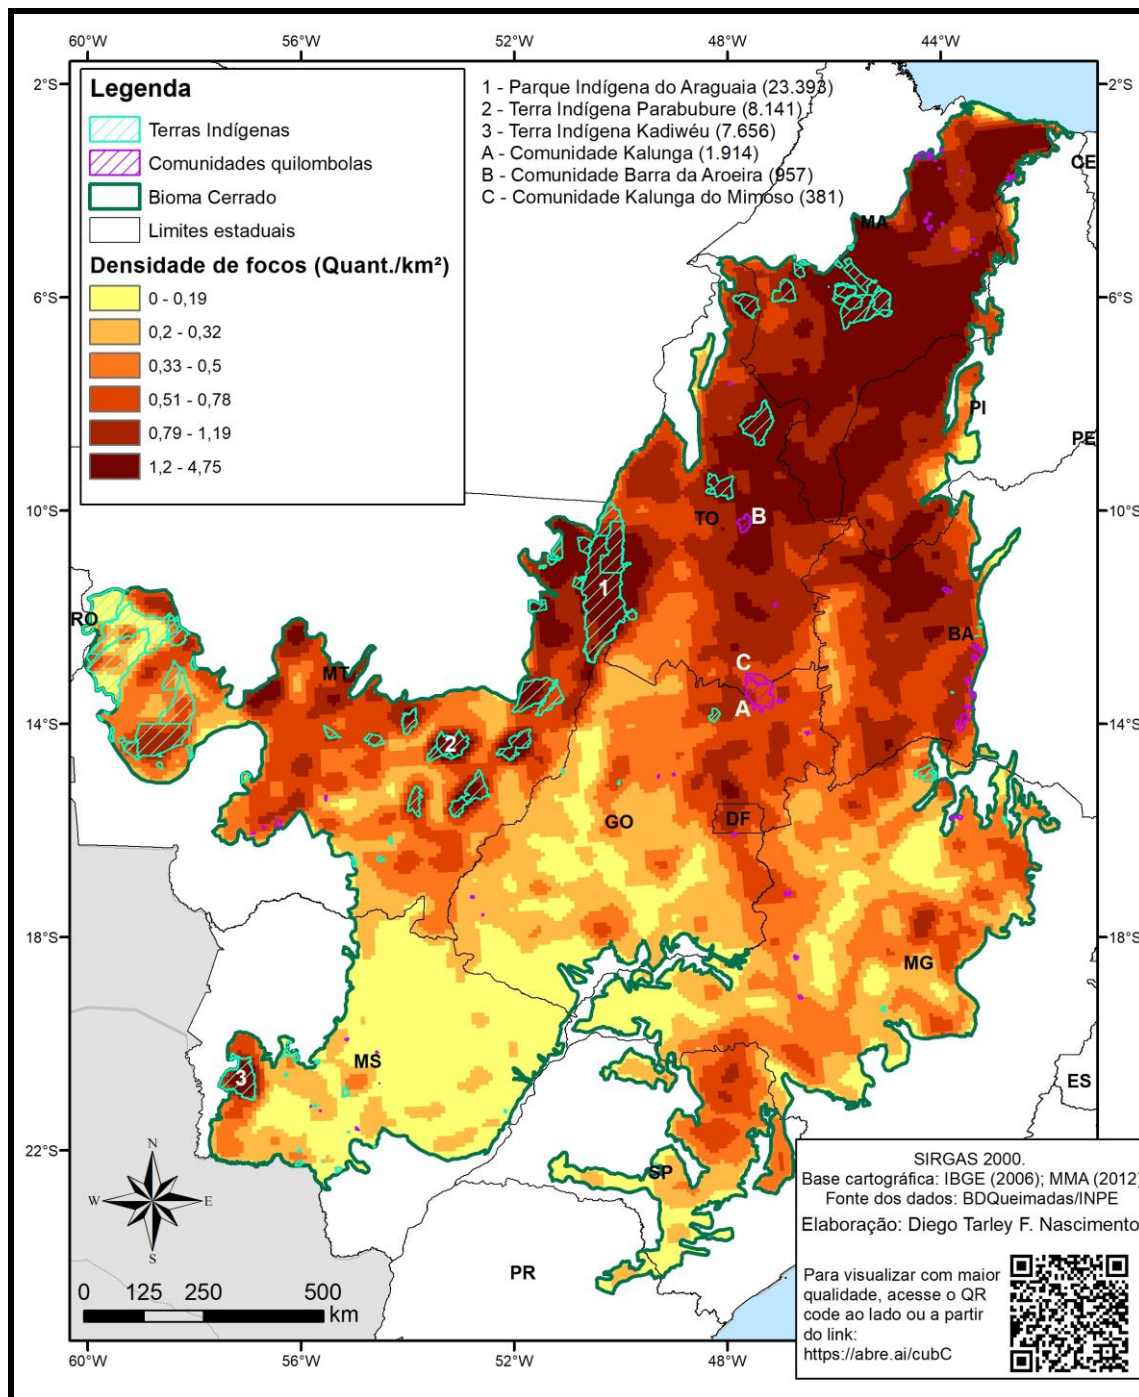 60°W 56°W 52°W 48°W 44°W
2°S 2°S
Legenda
Terras Indígenas
Comunidades quilombolas
Bioma Cerrado
Limites estaduais
Densidade de focos (Quant./km²)
0 - 0,19
0,2 - 0,32
0,33 - 0,5
0,51 - 0,78
0,79 - 1,19
1,2 - 4,75
1 - Parque Indígena do Araguaia (23.393)
2 - Terra Indígena Parabubure (8.141)
3 - Terra Indígena Kadiwéu (7.656)
A - Comunidade Kalunga (1.914)
B - Comunidade Barra da Aroeira (957)
C - Comunidade Kalunga do Mimoso (381)
CE
MA
6°S 6°S
PI
PE
10°S 10°S
TO
B
1
RO
BA
C
MT
A
14°S 14°S
2
GO
DF
18°S 18°S
MG
MS
3
ES
22°S 22°S
SP
PR
N
W E
S
0 125 250 500
km
SIRGAS 2000.
Base cartográfica: IBGE (2006); MMA (2012)
Fonte dos dados: BDQueimadas/INPE
Elaboração: Diego Tarley F. Nascimento
Para visualizar com maior
qualidade, acesse o QR
code ao lado ou a partir
do link:
https://abre.ai/cubC
60°W 56°W 52°W 48°W 44°W